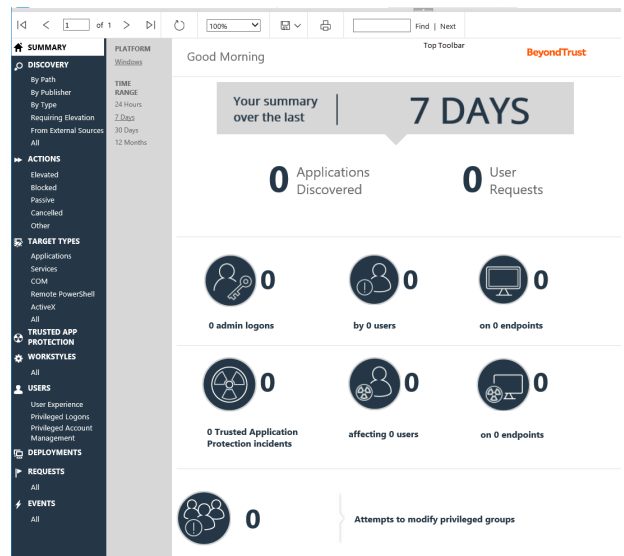 1 of 1 100% Find | Next
Top Toolbar
SUMMARY
DISCOVERY
By Path
By Publisher
By Type
Requiring Elevation
From External Sources
All
ACTIONS
Elevated
Blocked
Passive
Cancelled
Other
TARGET TYPES
Applications
Services
COM
Remote PowerShell
ActiveX
All
TRUSTED APP
PROTECTION
WORKSTYLES
All
USERS
User Experience
Privileged Logons
Privileged Account
Management
DEPLOYMENTS
REQUESTS
All
EVENTS
All
PLATFORM
Windows
TIME
RANGE
24 Hours
7 Days
30 Days
12 Months
Good Morning
BeyondTrust
Your summary
over the last
7 DAYS
0 Applications
Discovered
0 User
Requests
0
0 admin logons
0
by 0 users
0
on 0 endpoints
0
0 Trusted Application
Protection incidents
0
affecting 0 users
0
on 0 endpoints
0
Attempts to modify privileged groups